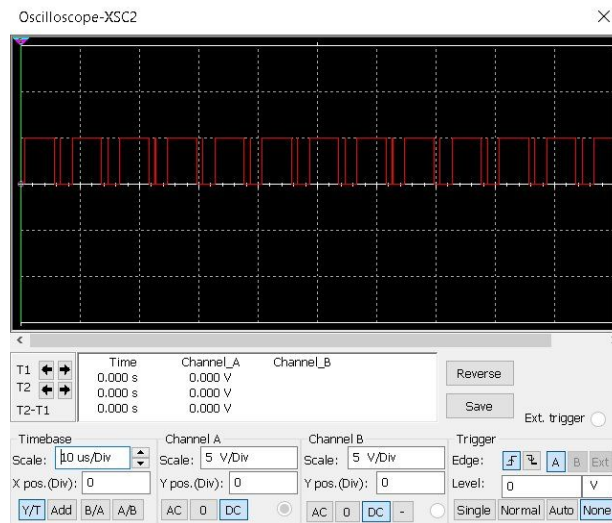 Oscilloscope-XSC2
T1
T2
T2-T1
Time Channel_A Channel_B
0.000 s 0.000 V
0.000 s 0.000 V
0.000 s 0.000 V
Reverse
Save
Ext. trigger
Timebase
Scale: 10 us/Div
X pos.(Div): 0
Y/T Add B/A A/B
Channel A
Scale: 5 V/Div
Y pos.(Div): 0
AC 0 DC
Channel B
Scale: 5 V/Div
Y pos.(Div): 0
AC 0 DC -
Trigger
Edge: A B Ext
Level: 0 V
Single Normal Auto None